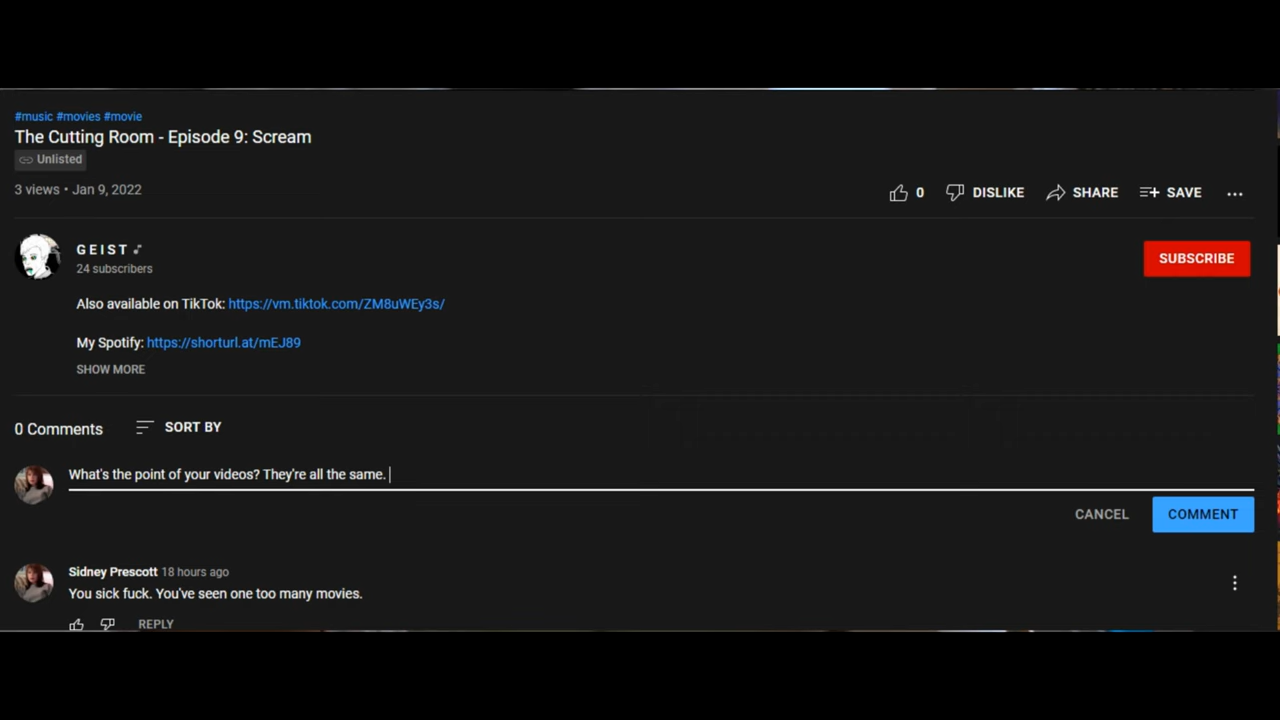 #music #movies #movie
The Cutting Room - Episode 9: Scream
Unlisted
3 views • Jan 9, 2022
0 DISLIKE SHARE SAVE ...
G E I S T
24 subscribers
SUBSCRIBE
Also available on TikTok: https://vm.tiktok.com/ZM8uWEy3s/
My Spotify: https://shorturl.at/mEJ89
SHOW MORE
0 Comments SORT BY
What's the point of your videos? They're all the same.
CANCEL COMMENT
Sidney Prescott 18 hours ago
You sick fuck. You've seen one too many movies.
REPLY